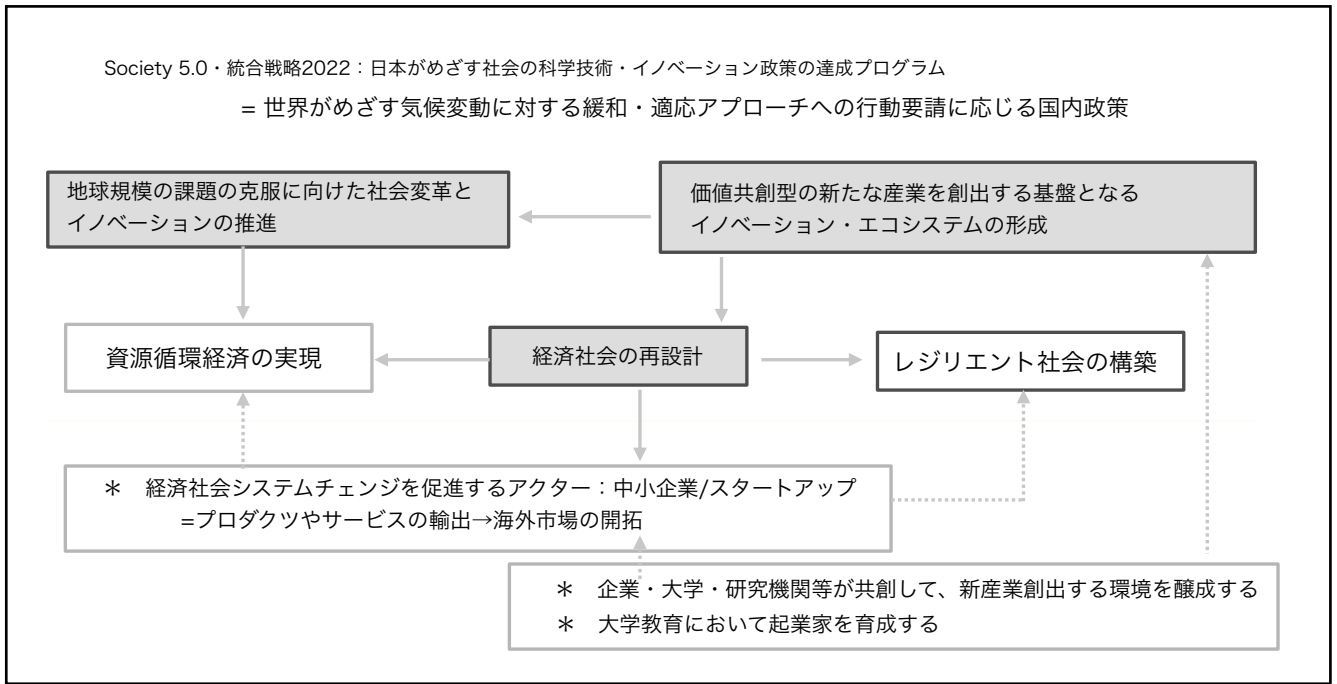 Society 5.0・統合戦略2022：日本がめざす社会の科学技術・イノベーション政策の達成プログラム
= 世界がめざす気候変動に対する緩和・適応アプローチへの行動要請に応じる国内政策
地球規模の課題の克服に向けた社会変革と
イノベーションの推進
価値共創型の新たな産業を創出する基盤となる
イノベーション・エコシステムの形成
資源循環経済の実現
経済社会の再設計
レジリエント社会の構築
＊　経済社会システムチェンジを促進するアクター：中小企業/スタートアップ
=プロダクツやサービスの輸出→海外市場の開拓
＊　企業・大学・研究機関等が共創して、新産業創出する環境を醸成する
＊　大学教育において起業家を育成する